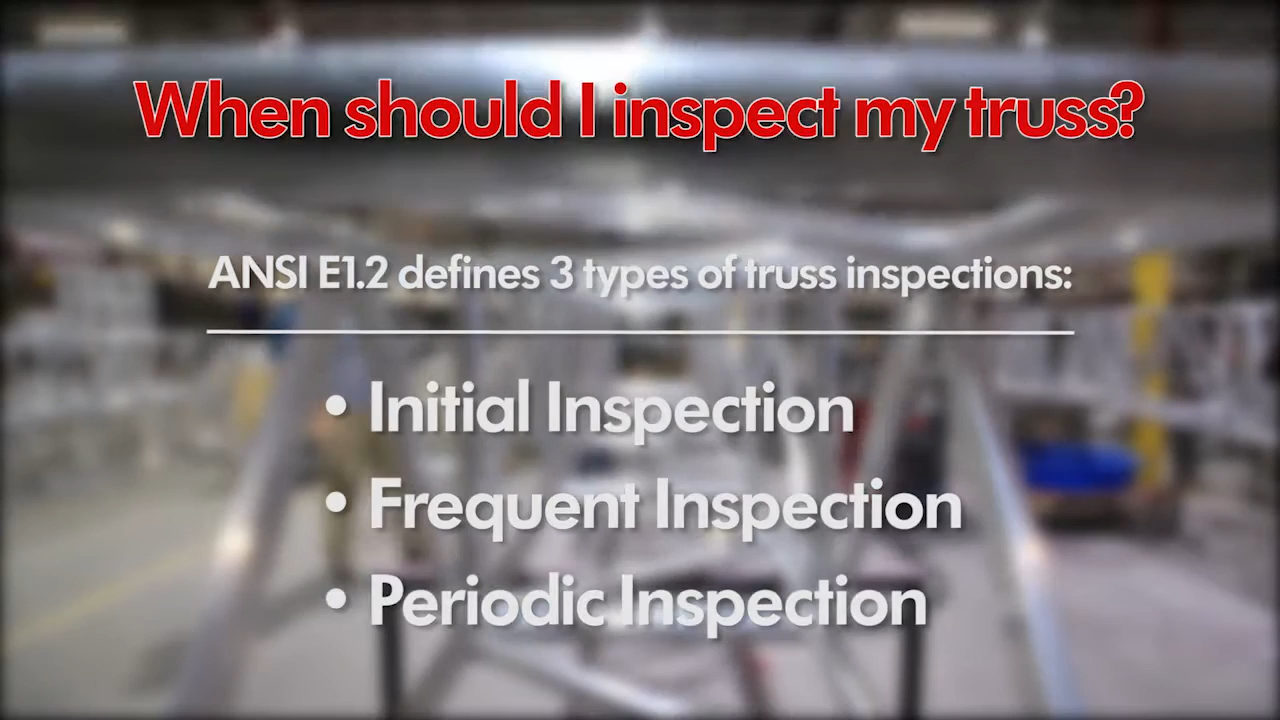 When should I inspect my truss?
ANSI E1.2 defines 3 types of truss inspections:
• Initial Inspection
• Frequent Inspection
• Periodic Inspection